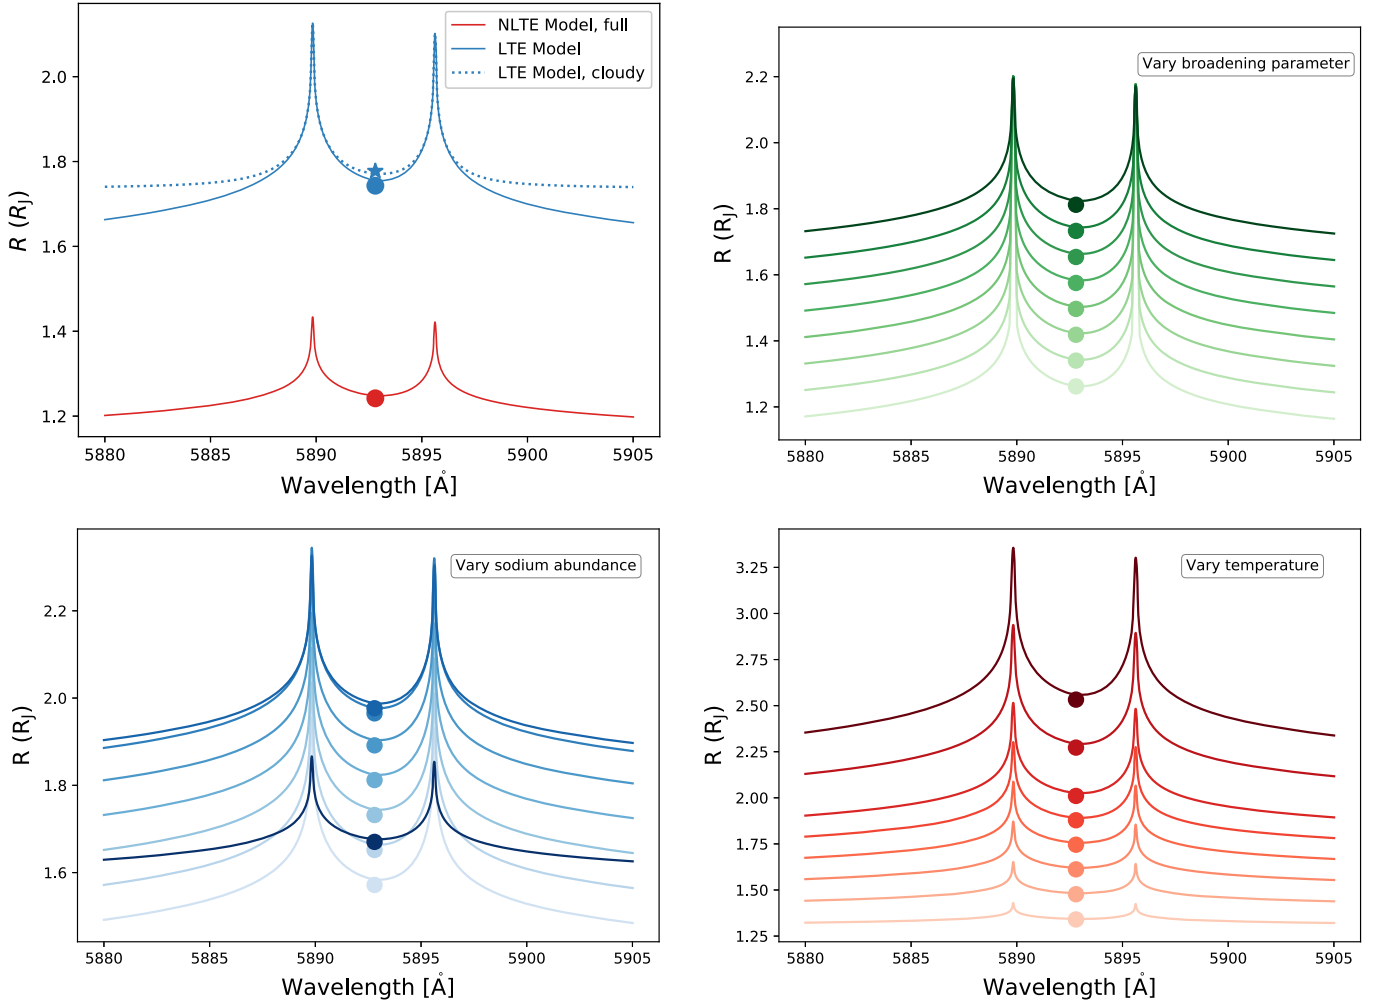 NLTE Model, full
LTE Model
LTE Model, cloudy
2.0
1.8
1.6
1.4
1.2
R (R_J)
5880 5885 5890 5895 5900 5905
Wavelength [Å]
Vary broadening parameter
2.2
2.0
1.8
1.6
1.4
1.2
R (R_J)
5880 5885 5890 5895 5900 5905
Wavelength [Å]
Vary sodium abundance
2.2
2.0
1.8
1.6
R (R_J)
5880 5885 5890 5895 5900 5905
Wavelength [Å]
Vary temperature
3.25
3.00
2.75
2.50
2.25
2.00
1.75
1.50
1.25
R (R_J)
5880 5885 5890 5895 5900 5905
Wavelength [Å]